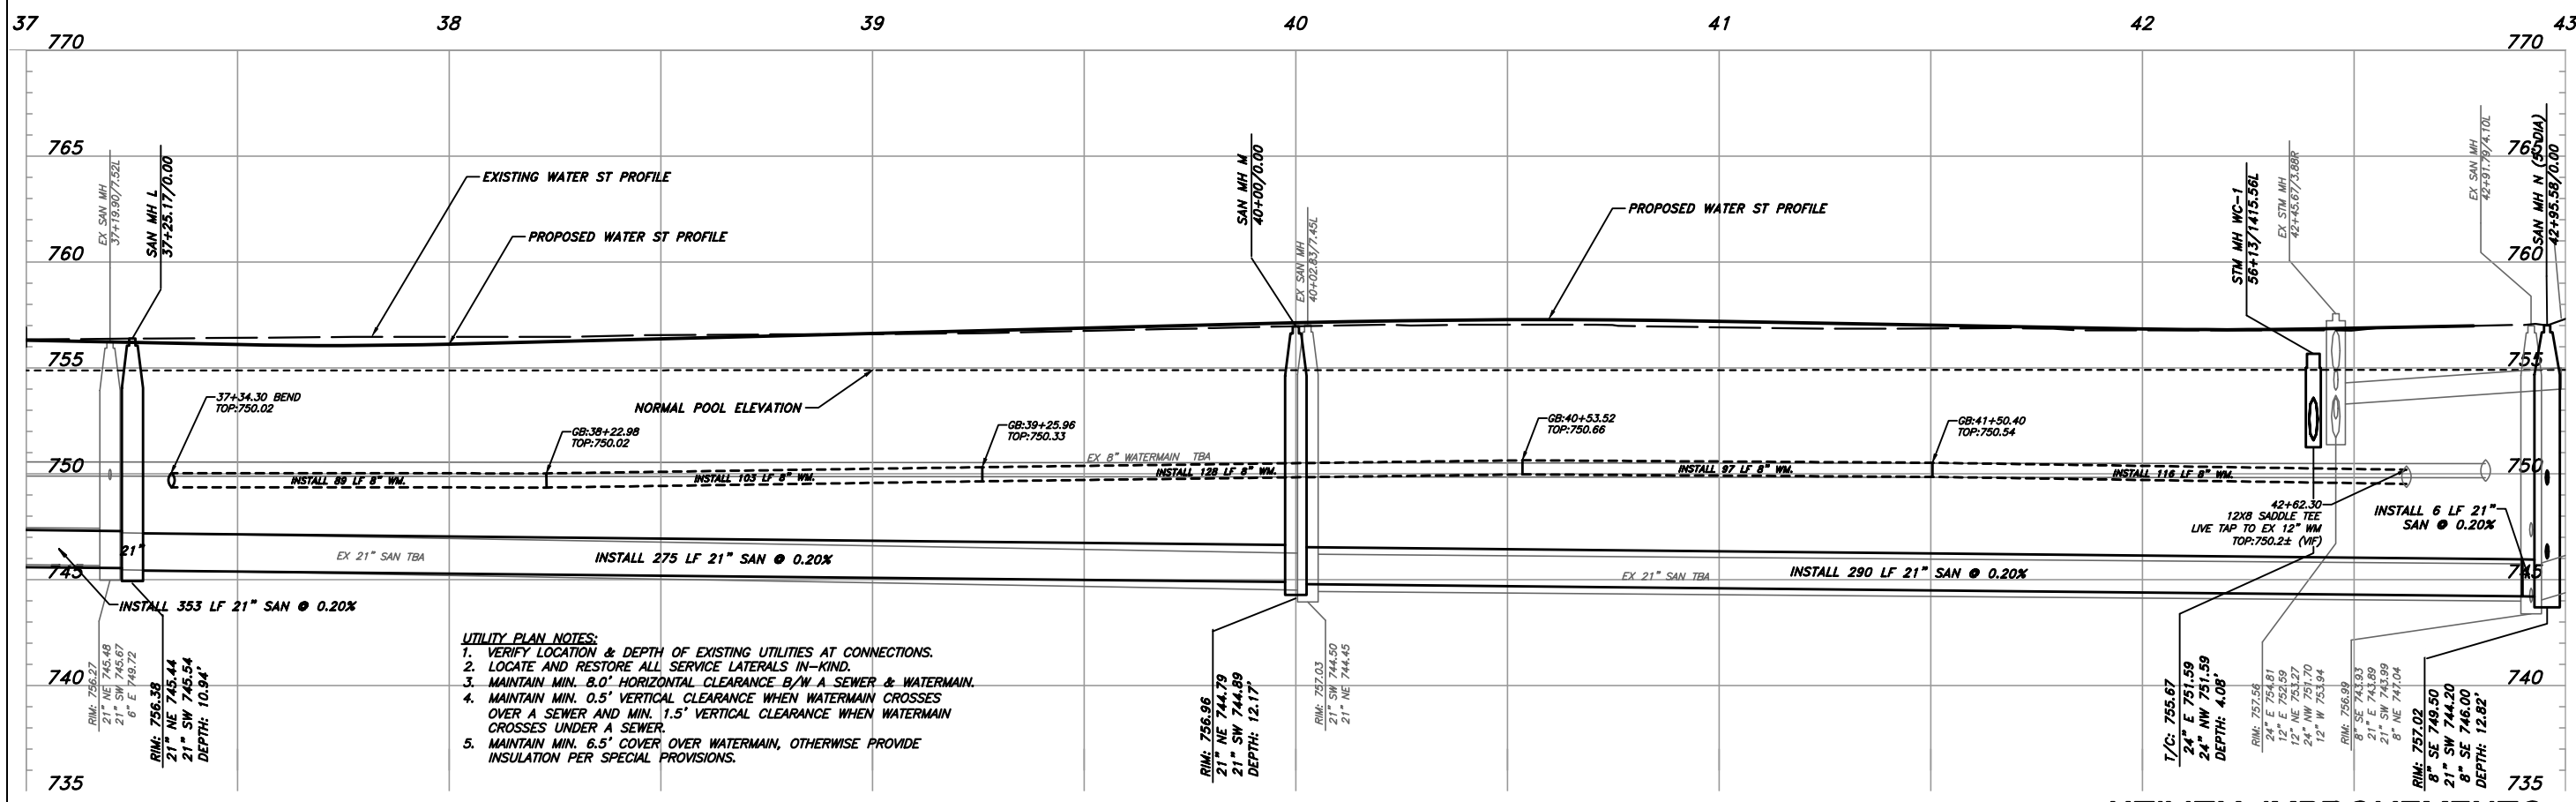 37 38 39 40 41 42 43
770 770
765 765
760 760
755 755
750 750
745 745
740 740
735 735
EX SAN MH
37+19.90/7.52L
SAN MH L
37+25.17/0.00
EXISTING WATER ST PROFILE
PROPOSED WATER ST PROFILE
SAN MH M
40+00/0.00
EX SAN MH
40+02.83/7.45L
PROPOSED WATER ST PROFILE
STM MH WC-1
56+13/1415.56L
EX STM MH
42+45.67/3.88R
EX SAN MH
42+91.79/4.10L
SAN MH N (5' DIA)
42+95.58/0.00
NORMAL POOL ELEVATION
37+34.30 BEND
TOP:750.02
GB:38+22.98
TOP:750.02
GB:39+25.96
TOP:750.33
GB:40+53.52
TOP:750.66
GB:41+50.40
TOP:750.54
EX 8" WATERMAIN TBA
INSTALL 89 LF 8" WM.
INSTALL 103 LF 8" WM.
INSTALL 128 LF 8" WM.
INSTALL 97 LF 8" WM.
INSTALL 116 LF 8" WM.
42+62.30
12X8 SADDLE TEE
LIVE TAP TO EX 12" WM
TOP:750.2± (VIF)
INSTALL 6 LF 21"
SAN @ 0.20%
21"
EX 21" SAN TBA
INSTALL 275 LF 21" SAN @ 0.20%
EX 21" SAN TBA
INSTALL 290 LF 21" SAN @ 0.20%
INSTALL 353 LF 21" SAN @ 0.20%
RIM: 756.27
21" NE 745.48
21" SW 745.67
6" E 749.72
RIM: 756.38
21" NE 745.44
21" SW 745.54
DEPTH: 10.94'
UTILITY PLAN NOTES:
1. VERIFY LOCATION & DEPTH OF EXISTING UTILITIES AT CONNECTIONS.
2. LOCATE AND RESTORE ALL SERVICE LATERALS IN-KIND.
3. MAINTAIN MIN. 8.0' HORIZONTAL CLEARANCE B/W A SEWER & WATERMAIN.
4. MAINTAIN MIN. 0.5' VERTICAL CLEARANCE WHEN WATERMAIN CROSSES
OVER A SEWER AND MIN. 1.5' VERTICAL CLEARANCE WHEN WATERMAIN
CROSSES UNDER A SEWER.
5. MAINTAIN MIN. 6.5' COVER OVER WATERMAIN, OTHERWISE PROVIDE
INSULATION PER SPECIAL PROVISIONS.
RIM: 756.96
21" NE 744.79
21" SW 744.89
DEPTH: 12.17'
RIM: 757.03
21" SW 744.50
21" NE 744.45
T/C: 755.67
24" E 751.59
24" NW 751.59
DEPTH: 4.08'
RIM: 757.56
24" E 754.81
12" E 752.59
12" NE 753.27
24" NW 751.70
12" W 753.94
RIM: 756.99
8" SE 743.93
21" E 743.89
21" SW 743.99
8" NE 747.04
RIM: 757.02
8" SE 749.50
21" SW 744.20
8" SE 746.00
DEPTH: 12.82'